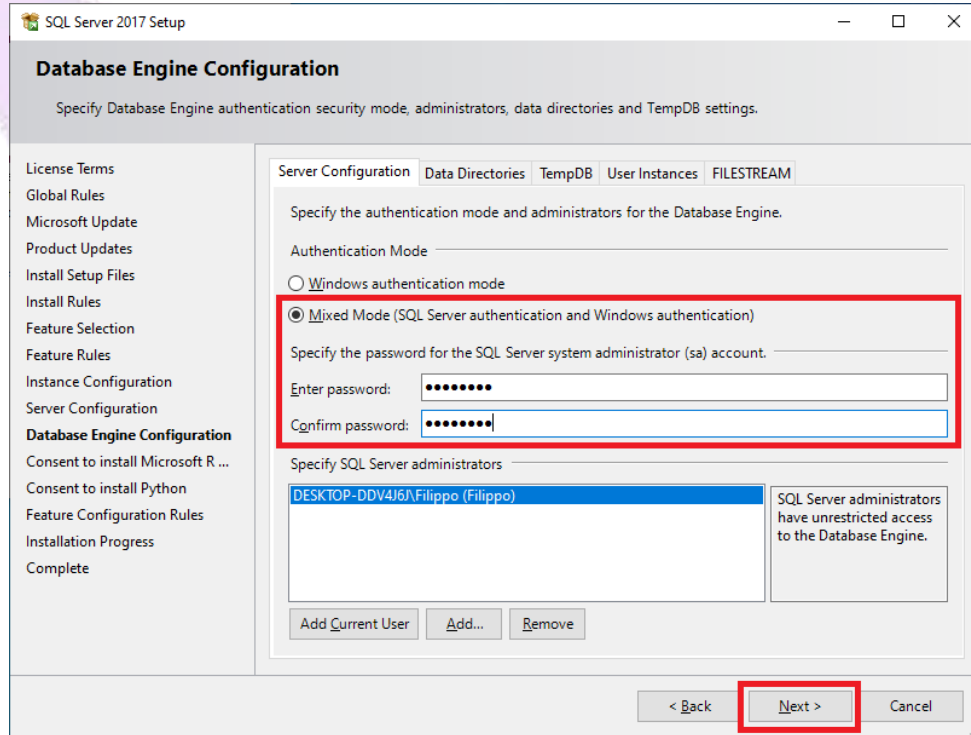 SQL Server 2017 Setup
Database Engine Configuration
Specify Database Engine authentication security mode, administrators, data directories and TempDB settings.
License Terms
Global Rules
Microsoft Update
Product Updates
Install Setup Files
Install Rules
Feature Selection
Feature Rules
Instance Configuration
Server Configuration
Database Engine Configuration
Consent to install Microsoft R ...
Consent to install Python
Feature Configuration Rules
Installation Progress
Complete
Server Configuration Data Directories TempDB User Instances FILESTREAM
Specify the authentication mode and administrators for the Database Engine.
Authentication Mode
Windows authentication mode
Mixed Mode (SQL Server authentication and Windows authentication)
Specify the password for the SQL Server system administrator (sa) account.
Enter password: ●●●●●●●●
Confirm password: ●●●●●●●●
Specify SQL Server administrators
DESKTOP-DDV4J6J\Filippo (Filippo)
SQL Server administrators
have unrestricted access
to the Database Engine.
Add Current User Add... Remove
< Back Next > Cancel